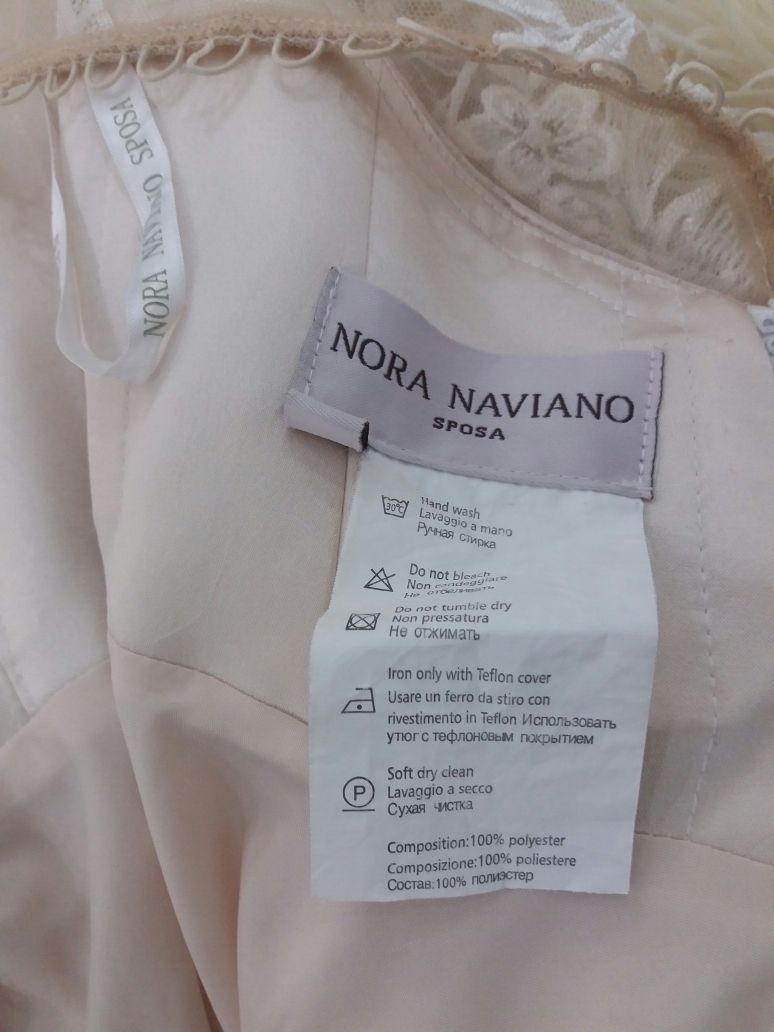 NORA NAVIANO SPOSA
NORA NAVIANO
SPOSA
30°C
Hand wash
Lavaggio a mano
Ручная стирка
Do not bleach
Non candeggiare
Не отбеливать
Do not tumble dry
Non pressatura
Не отжимать
Iron only with Teflon cover
Usare un ferro da stiro con
rivestimento in Teflon Использовать
утюг с тефлоновым покрытием
P
Soft dry clean
Lavaggio a secco
Сухая чистка
Composition:100% polyester
Composizione:100% poliestere
Состав:100% полиэстер